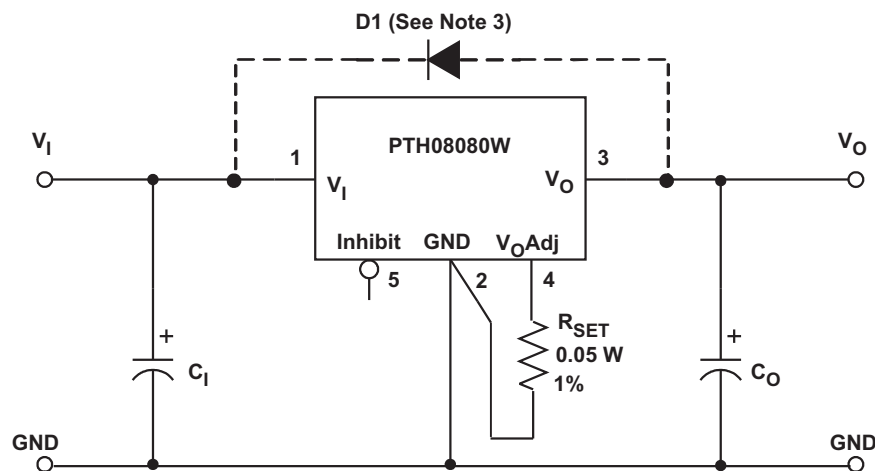 D1 (See Note 3)
V_I
1
PTH08080W
3
V_O
V_I
V_O
Inhibit
GND
V_OAdj
5
2
4
+
C_I
R_SET
0.05 W
1%
+
C_O
GND
GND